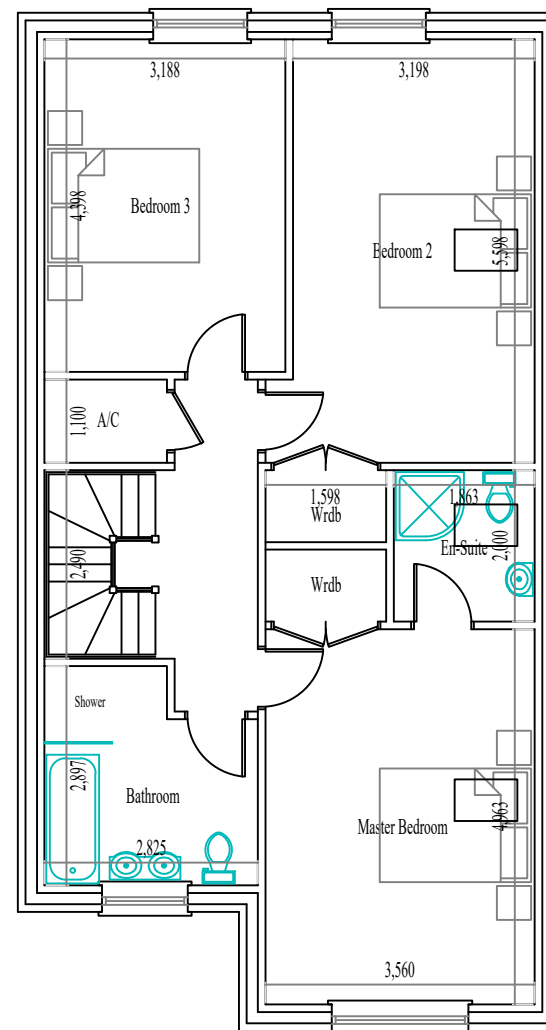 3,188
3,198
4,398
Bedroom 3
Bedroom 2
5,598
1,100
A/C
1,598
Wrdb
1,863
En-Suite
2,000
2,490
Wrdb
Shower
2,897
Bathroom
2,825
Master Bedroom
4,963
3,560